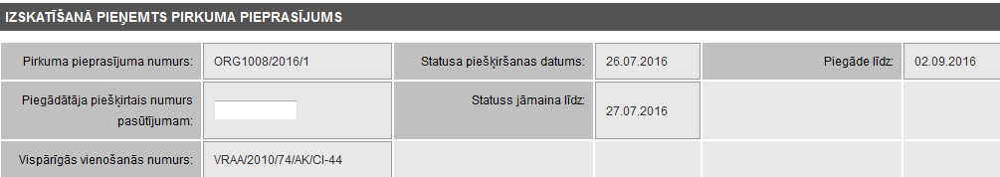 IZSKATĪŠANĀ PIEŅEMTS PIRKUMA PIEPRASĪJUMS
Pirkuma pieprasījuma numurs: ORG1008/2016/1 Statusa piešķiršanas datums: 26.07.2016 Piegāde līdz: 02.09.2016
Piegādātāja piešķirtais numurs
pasūtījumam:
Statuss jāmaina līdz: 27.07.2016
Vispārīgās vienošanās numurs: VRAA/2010/74/AK/CI-44